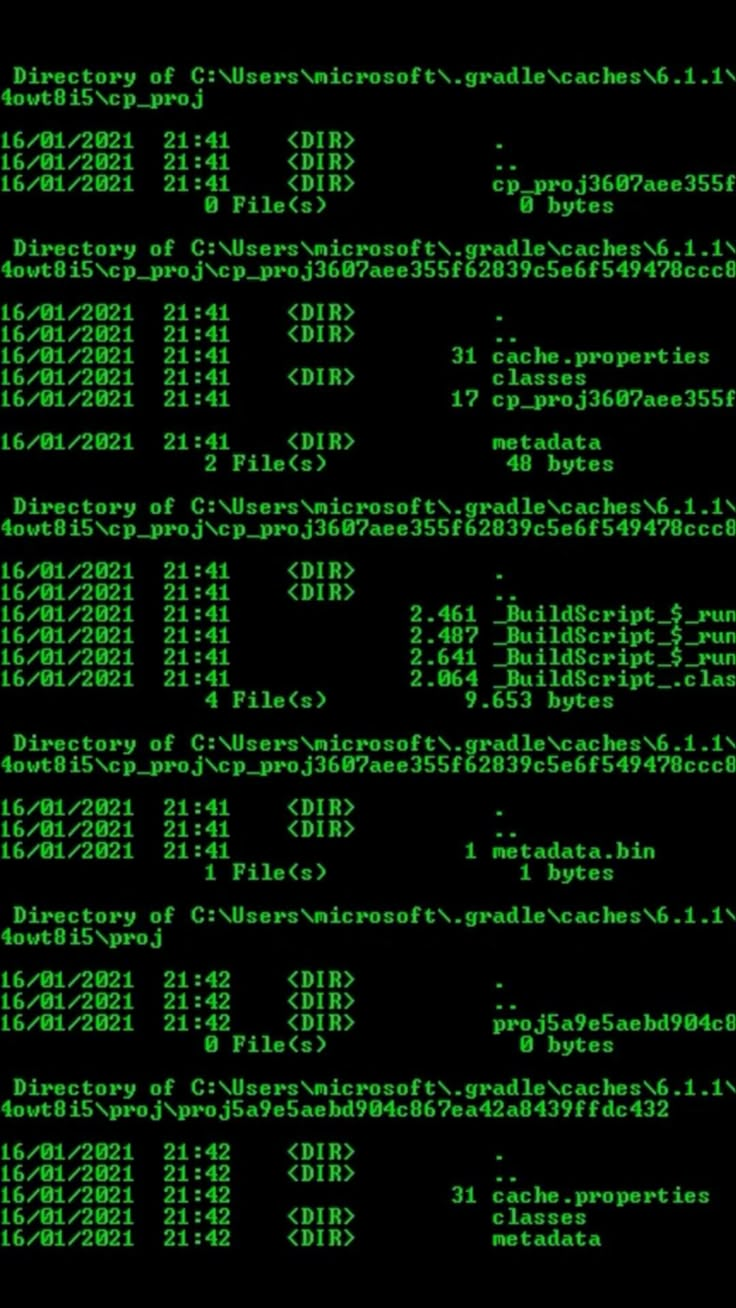 Directory of C:\Users\microsoft\.gradle\caches\6.1.1\
4owt8i5\cp_proj
16/01/2021  21:41    <DIR>          .
16/01/2021  21:41    <DIR>          ..
16/01/2021  21:41    <DIR>          cp_proj3607aee355f
0 File(s)              0 bytes
Directory of C:\Users\microsoft\.gradle\caches\6.1.1\
4owt8i5\cp_proj\cp_proj3607aee355f62839c5e6f549478ccc8
16/01/2021  21:41    <DIR>          .
16/01/2021  21:41    <DIR>          ..
16/01/2021  21:41                31 cache.properties
16/01/2021  21:41    <DIR>          classes
16/01/2021  21:41                17 cp_proj3607aee355f
16/01/2021  21:41    <DIR>          metadata
2 File(s)             48 bytes
Directory of C:\Users\microsoft\.gradle\caches\6.1.1\
4owt8i5\cp_proj\cp_proj3607aee355f62839c5e6f549478ccc8
16/01/2021  21:41    <DIR>          .
16/01/2021  21:41    <DIR>          ..
16/01/2021  21:41             2.461 _BuildScript_$_run
16/01/2021  21:41             2.487 _BuildScript_$_run
16/01/2021  21:41             2.641 _BuildScript_$_run
16/01/2021  21:41             2.064 _BuildScript_.clas
4 File(s)          9.653 bytes
Directory of C:\Users\microsoft\.gradle\caches\6.1.1\
4owt8i5\cp_proj\cp_proj3607aee355f62839c5e6f549478ccc8
16/01/2021  21:41    <DIR>          .
16/01/2021  21:41    <DIR>          ..
16/01/2021  21:41                 1 metadata.bin
1 File(s)              1 bytes
Directory of C:\Users\microsoft\.gradle\caches\6.1.1\
4owt8i5\proj
16/01/2021  21:42    <DIR>          .
16/01/2021  21:42    <DIR>          ..
16/01/2021  21:42    <DIR>          proj5a9e5aebd904c8
0 File(s)              0 bytes
Directory of C:\Users\microsoft\.gradle\caches\6.1.1\
4owt8i5\proj\proj5a9e5aebd904c867ea42a8439ffdc432
16/01/2021  21:42    <DIR>          .
16/01/2021  21:42    <DIR>          ..
16/01/2021  21:42                31 cache.properties
16/01/2021  21:42    <DIR>          classes
16/01/2021  21:42    <DIR>          metadata